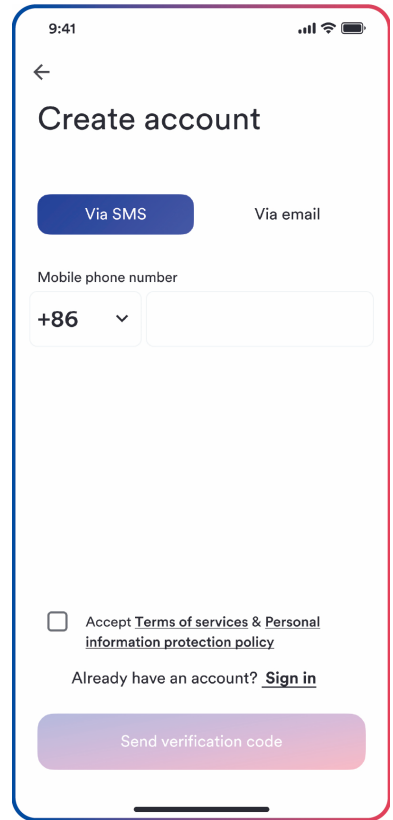 9:41
Create account
Via SMS
Via email
Mobile phone number
+86
Accept Terms of services & Personal
information protection policy
Already have an account? Sign in
Send verification code